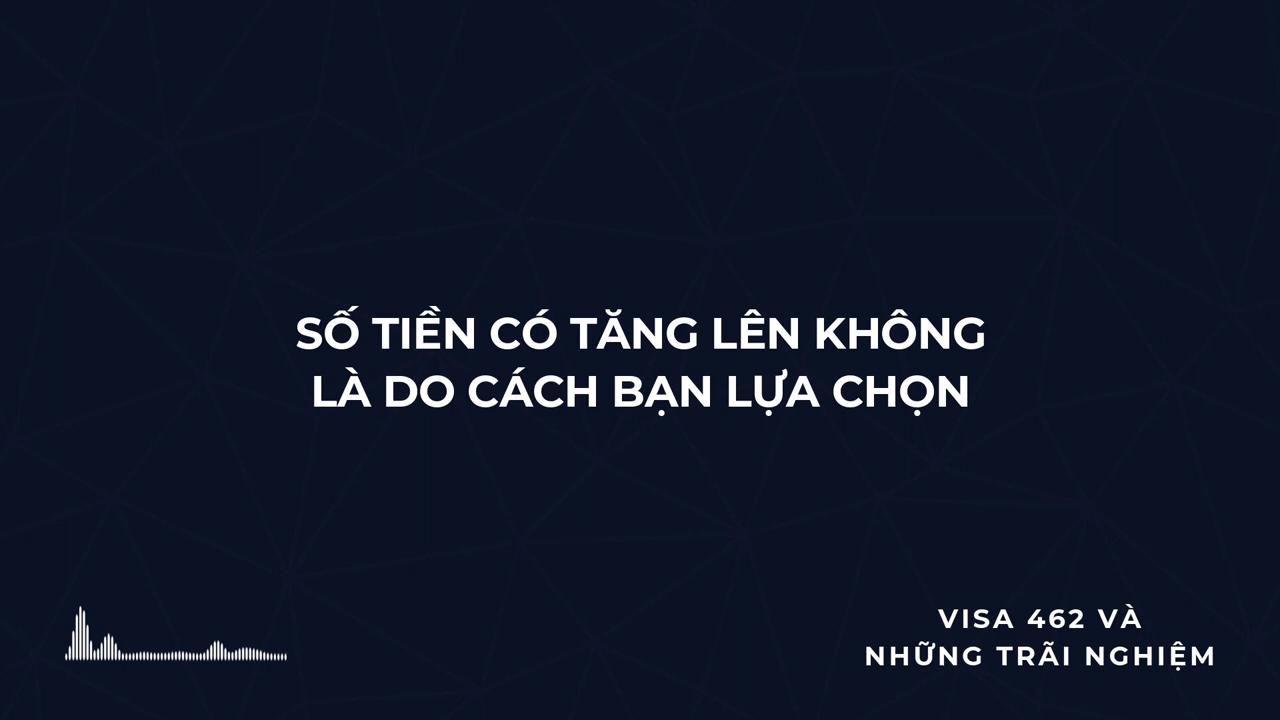 SỐ TIỀN CÓ TĂNG LÊN KHÔNG
LÀ DO CÁCH BẠN LỰA CHỌN
VISA 462 VÀ
NHỮNG TRÃI NGHIỆM